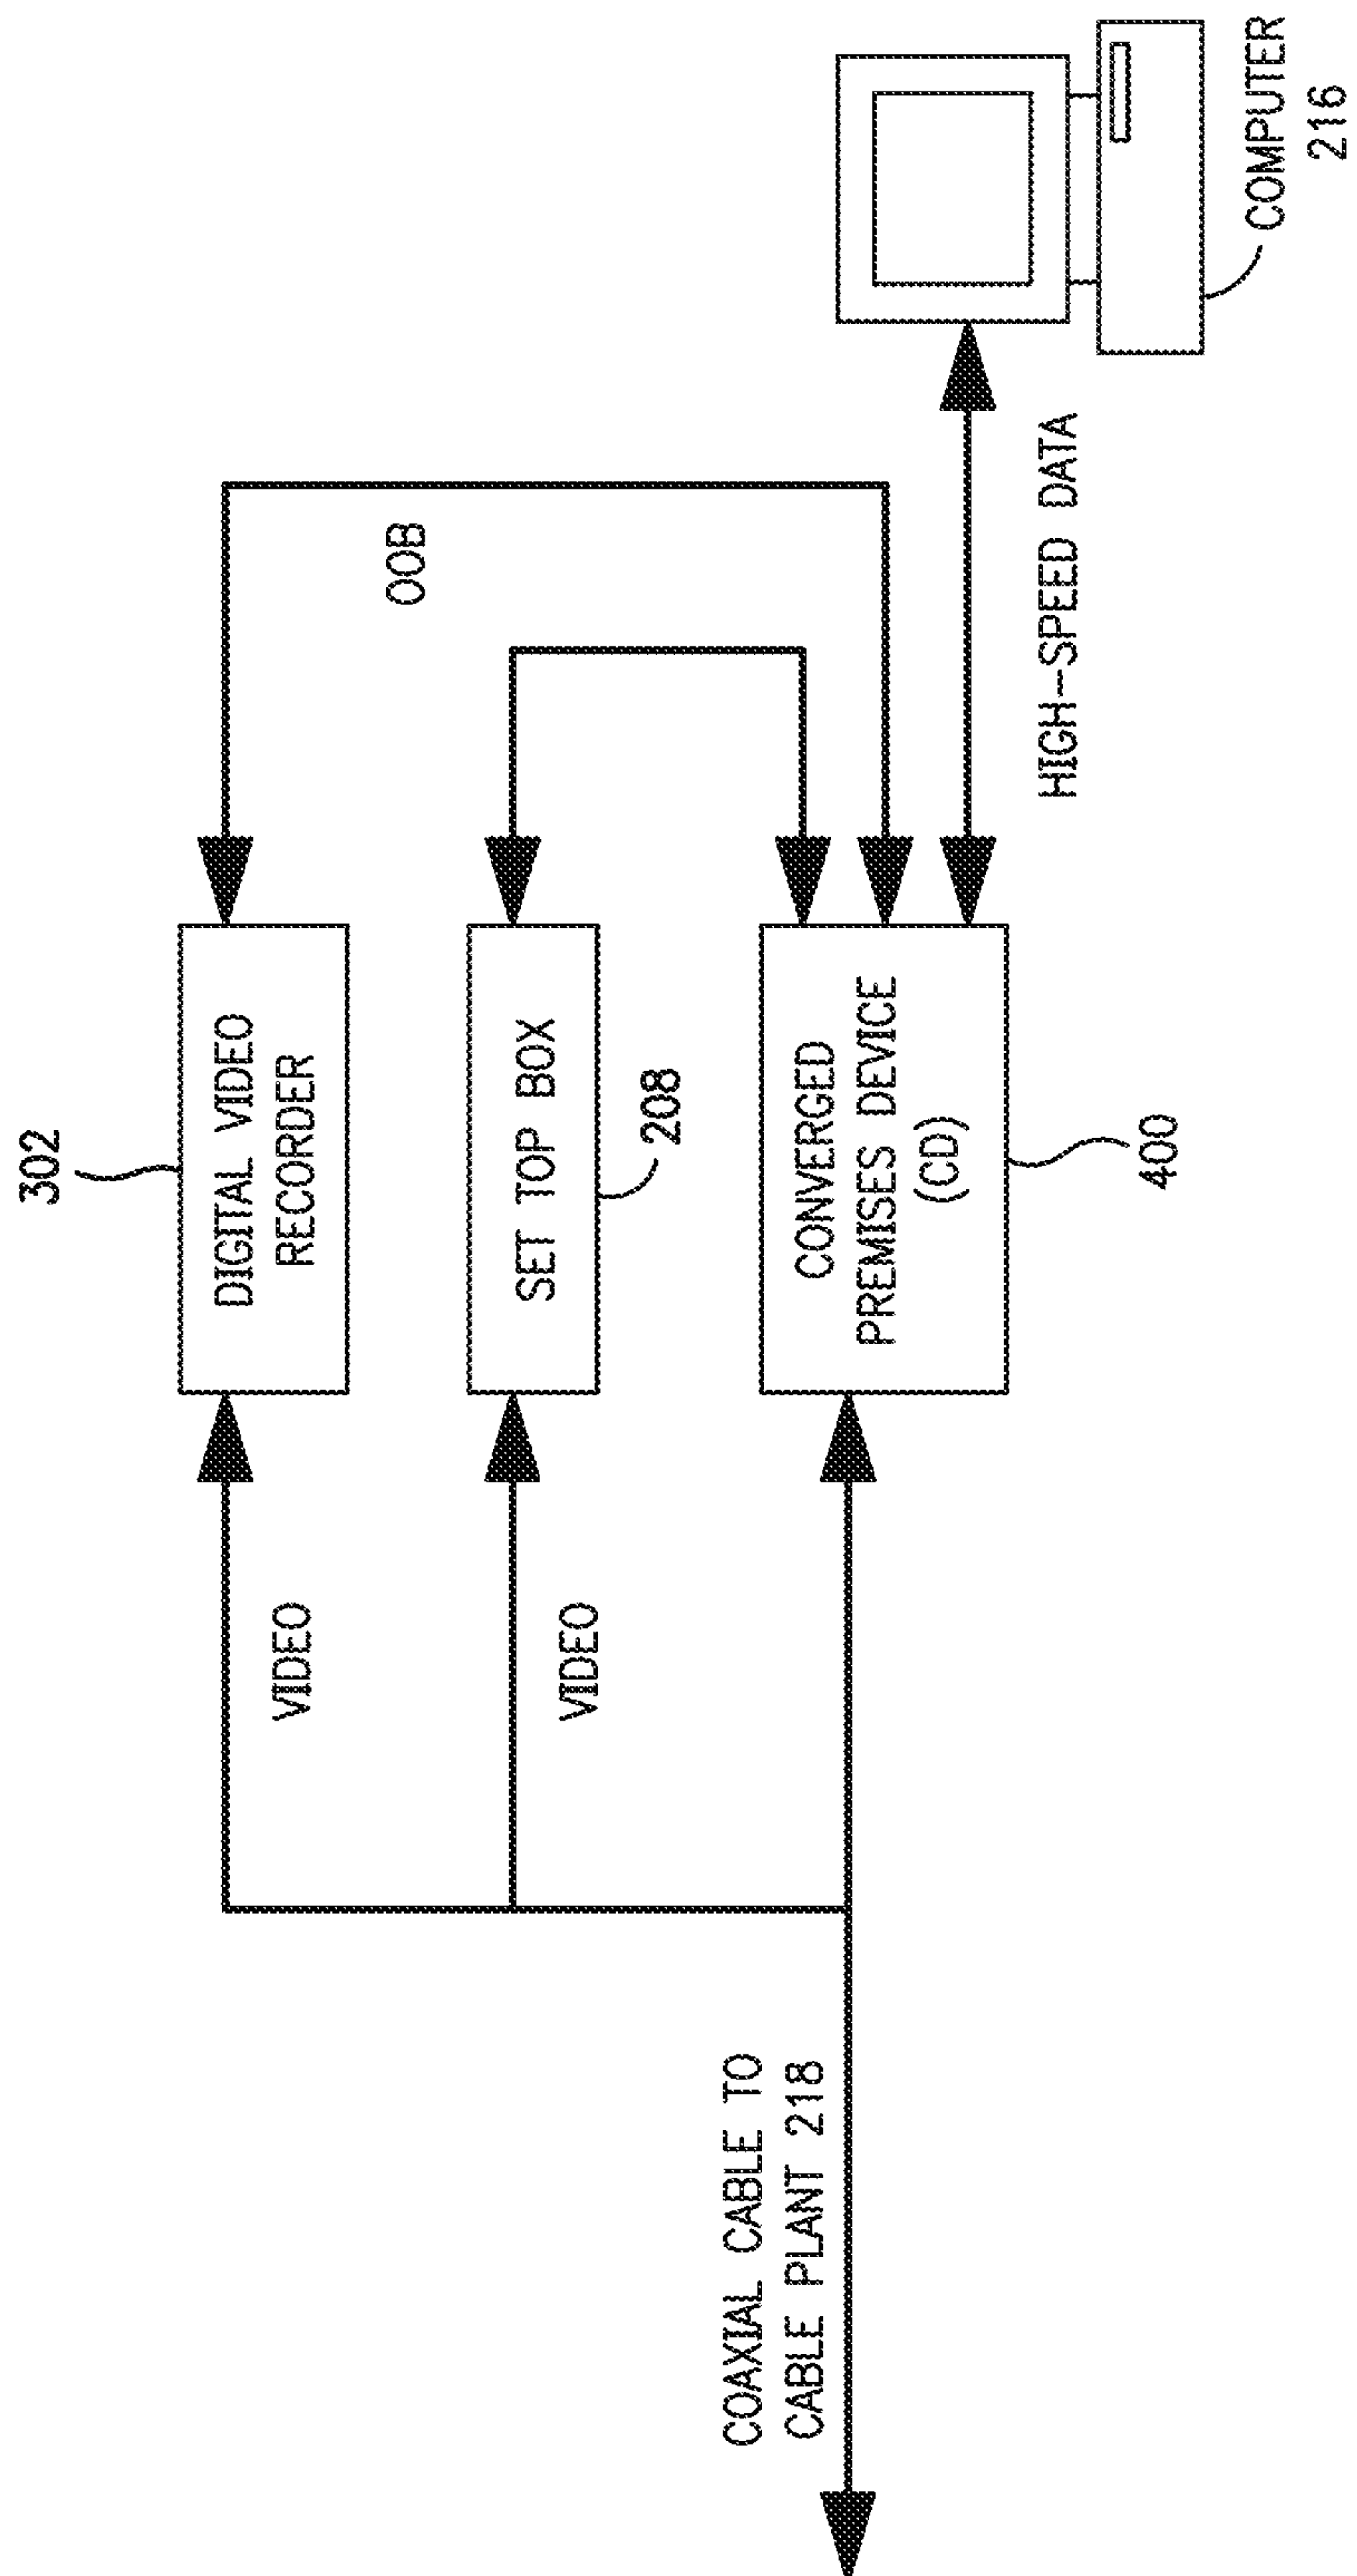 302
DIGITAL VIDEO
RECORDER
VIDEO
OOB
SET TOP BOX
208
VIDEO
CONVERGED
PREMISES DEVICE
(CD)
400
COAXIAL CABLE TO
CABLE PLANT 218
HIGH-SPEED DATA
COMPUTER
216